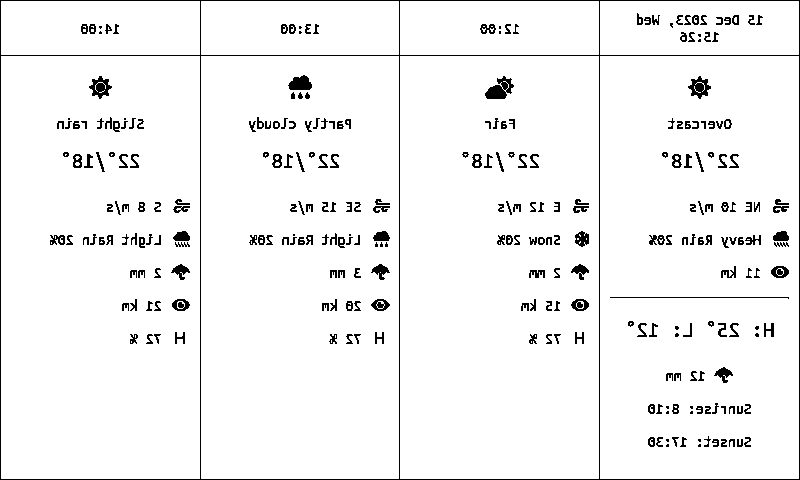 15 Dec 2023, Wed
15:26
Overcast
22°/18°
NE 10 m/s
Heavy Rain 20%
11 km
H: 25° L: 12°
12 mm
Sunrise: 8:10
Sunset: 17:30
12:00
Fair
22°/18°
E 12 m/s
Snow 20%
2 mm
15 km
H 72 %
13:00
Partly cloudy
22°/18°
SE 15 m/s
Light Rain 20%
3 mm
20 km
H 72 %
14:00
Slight rain
22°/18°
S 8 m/s
Light Rain 20%
2 mm
21 km
H 72 %